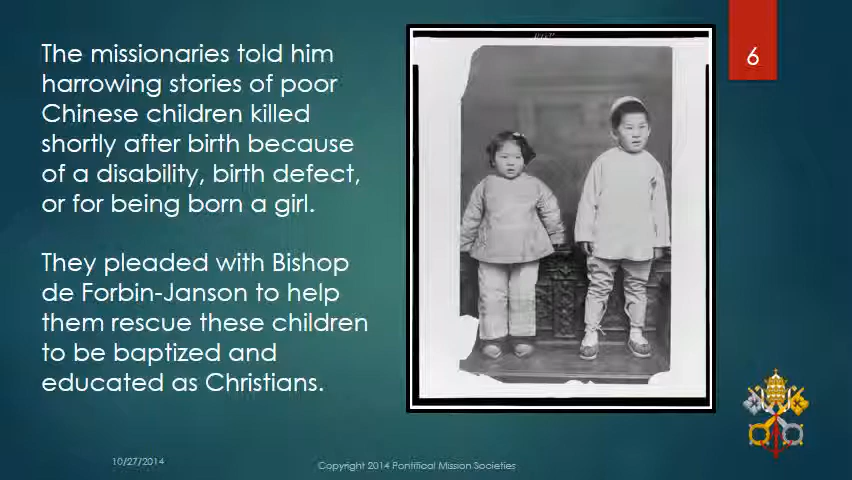 The missionaries told him
harrowing stories of poor
Chinese children killed
shortly after birth because
of a disability, birth defect,
or for being born a girl.
They pleaded with Bishop
de Forbin-Janson to help
them rescue these children
to be baptized and
educated as Christians.
6
10/27/2014
Copyright 2014 Pontifical Mission Societies